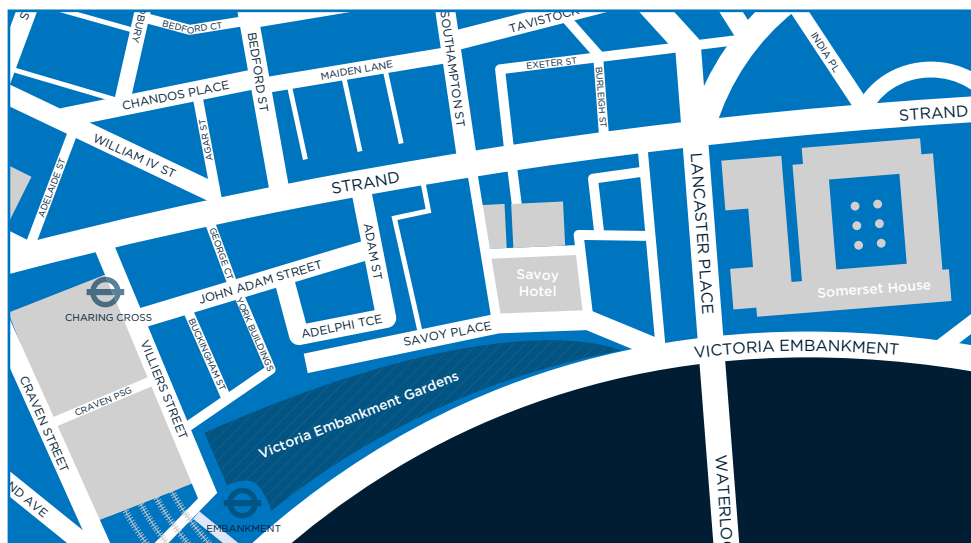 BEDFORD CT
TAVISTOCK
SOUTHAMPTON ST
BEDFORD ST
INDIA PL
EXETER ST
MAIDEN LANE
BURLEIGH ST
CHANDOS PLACE
STRAND
AGAR ST
WILLIAM IV ST
ADELAIDE ST
STRAND
LANCASTER PLACE
GEORGE CT
ADAM ST
JOHN ADAM STREET
Savoy
Hotel
Somerset House
CHARING CROSS
YORK BUILDINGS
ADELPHI TCE
SAVOY PLACE
BUCKINGHAM ST
VICTORIA EMBANKMENT
VILLIERS STREET
CRAVEN STREET
CRAVEN PSG
Victoria Embankment Gardens
WATERLOO
ND AVE
EMBANKMENT